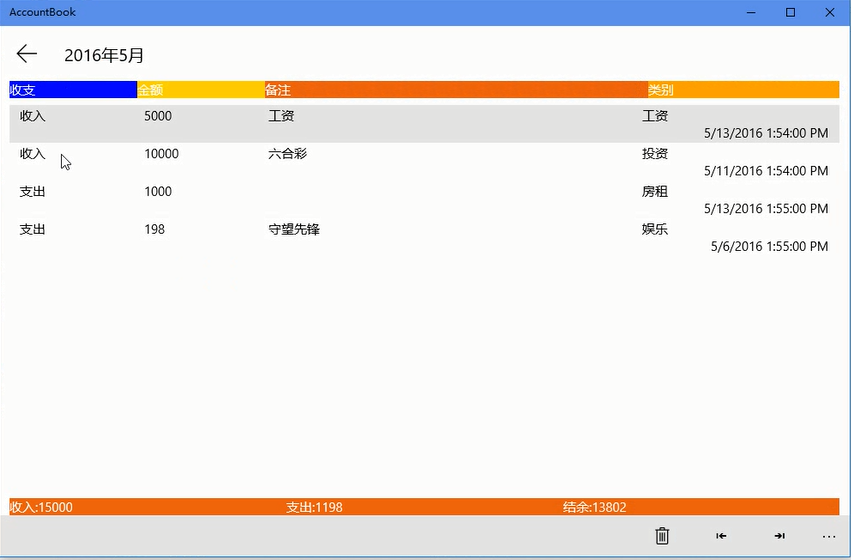 AccountBook
2016年5月
收支 金额 备注 类别
收入 5000 工资 工资
5/13/2016 1:54:00 PM
收入 10000 六合彩 投资
5/11/2016 1:54:00 PM
支出 1000 房租
5/13/2016 1:55:00 PM
支出 198 守望先锋 娱乐
5/6/2016 1:55:00 PM
收入:15000 支出:1198 结余:13802